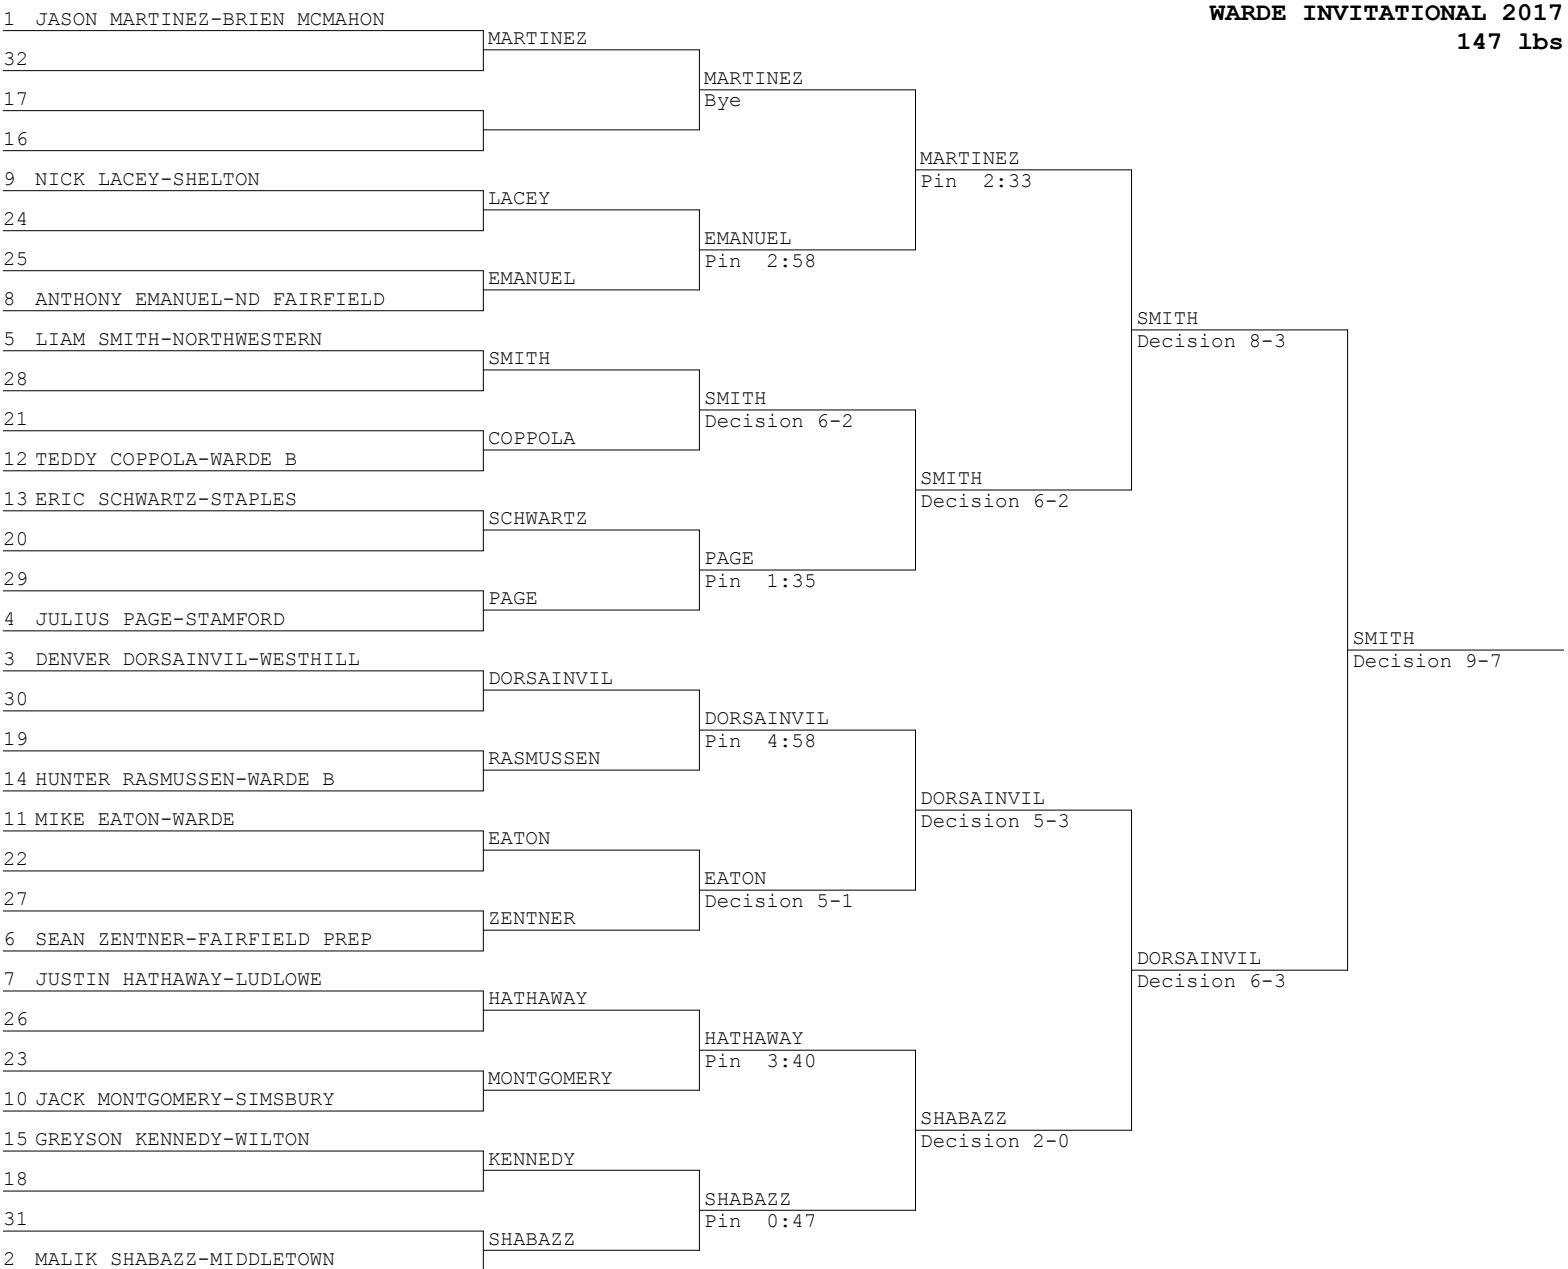 WARDE INVITATIONAL 2017
147 lbs
1 JASON MARTINEZ-BRIEN MCMAHON
32
17
16
9 NICK LACEY-SHELTON
24
25
8 ANTHONY EMANUEL-ND FAIRFIELD
5 LIAM SMITH-NORTHWESTERN
28
21
12 TEDDY COPPOLA-WARDE B
13 ERIC SCHWARTZ-STAPLES
20
29
4 JULIUS PAGE-STAMFORD
3 DENVER DORSAINVIL-WESTHILL
30
19
14 HUNTER RASMUSSEN-WARDE B
11 MIKE EATON-WARDE
22
27
6 SEAN ZENTNER-FAIRFIELD PREP
7 JUSTIN HATHAWAY-LUDLOWE
26
23
10 JACK MONTGOMERY-SIMSBURY
15 GREYSON KENNEDY-WILTON
18
31
2 MALIK SHABAZZ-MIDDLETOWN
MARTINEZ
LACEY
EMANUEL
SMITH
COPPOLA
SCHWARTZ
PAGE
DORSAINVIL
RASMUSSEN
EATON
ZENTNER
HATHAWAY
MONTGOMERY
KENNEDY
SHABAZZ
MARTINEZ
Bye
EMANUEL
Pin 2:58
SMITH
Decision 6-2
PAGE
Pin 1:35
DORSAINVIL
Pin 4:58
EATON
Decision 5-1
HATHAWAY
Pin 3:40
SHABAZZ
Pin 0:47
MARTINEZ
Pin 2:33
SMITH
Decision 6-2
DORSAINVIL
Decision 5-3
SHABAZZ
Decision 2-0
SMITH
Decision 8-3
DORSAINVIL
Decision 6-3
SMITH
Decision 9-7